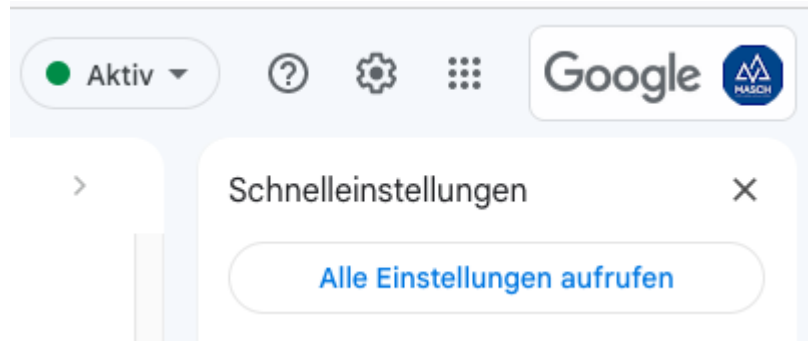 Aktiv
Google
MASCH
Schnelleinstellungen
Alle Einstellungen aufrufen